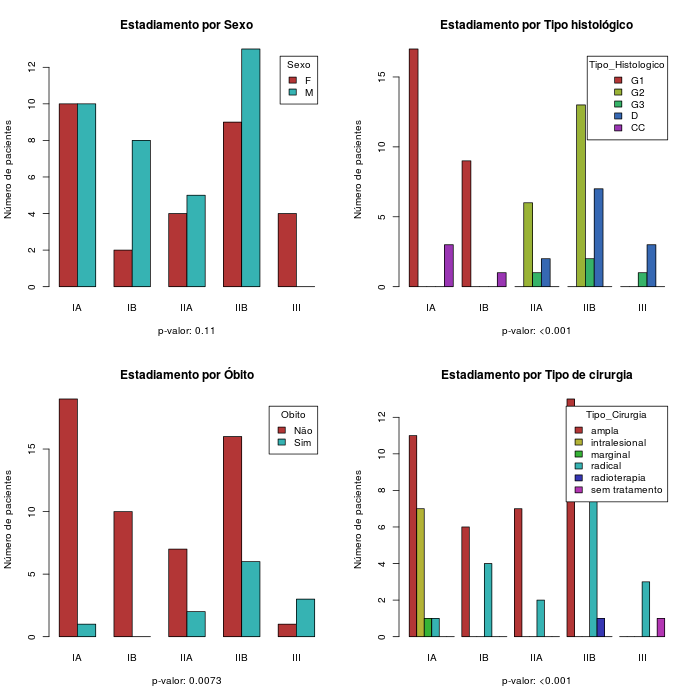 Estadiamento por Sexo
Número de pacientes
0 2 4 6 8 10 12
Sexo
F
M
IA IB IIA IIB III
p-valor: 0.11
Estadiamento por Tipo histológico
Número de pacientes
0 5 10 15
Tipo_Histologico
G1
G2
G3
D
CC
IA IB IIA IIB III
p-valor: <0.001
Estadiamento por Óbito
Número de pacientes
0 5 10 15
Obito
Não
Sim
IA IB IIA IIB III
p-valor: 0.0073
Estadiamento por Tipo de cirurgia
Número de pacientes
0 2 4 6 8 10 12
Tipo_Cirurgia
ampla
intralesional
marginal
radical
radioterapia
sem tratamento
IA IB IIA IIB III
p-valor: <0.001